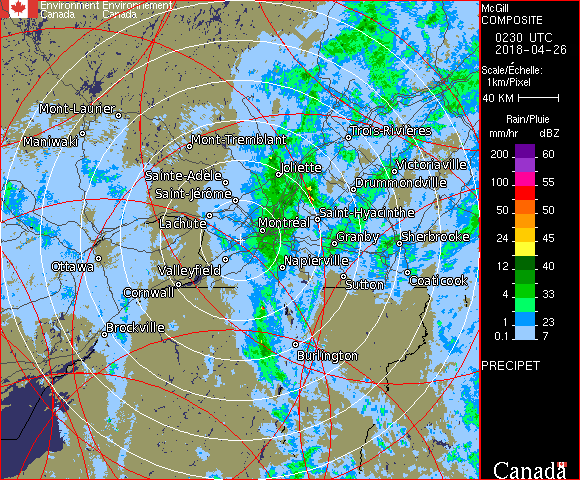 Environment Environnement
Canada Canada
McGill
COMPOSITE
0230 UTC
2018-04-26
Scale/Échelle:
1km/Pixel
40 KM
Rain/Pluie
mm/hr dBZ
200 60
100 55
50 50
24 45
12 40
4 33
1 23
0.1 7
PRECIPET
Canada
Mont-Laurier
Maniwaki
Mont-Tremblant
Trois-Rivières
Joliette
Victoriaville
Sainte-Adèle
Drummondville
Saint-Jérôme
Saint-Hyacinthe
Lachute
Montréal
Granby
Sherbrooke
Ottawa
Valleyfield
Napierville
Sutton
Coaticook
Cornwall
Brockville
Burlington